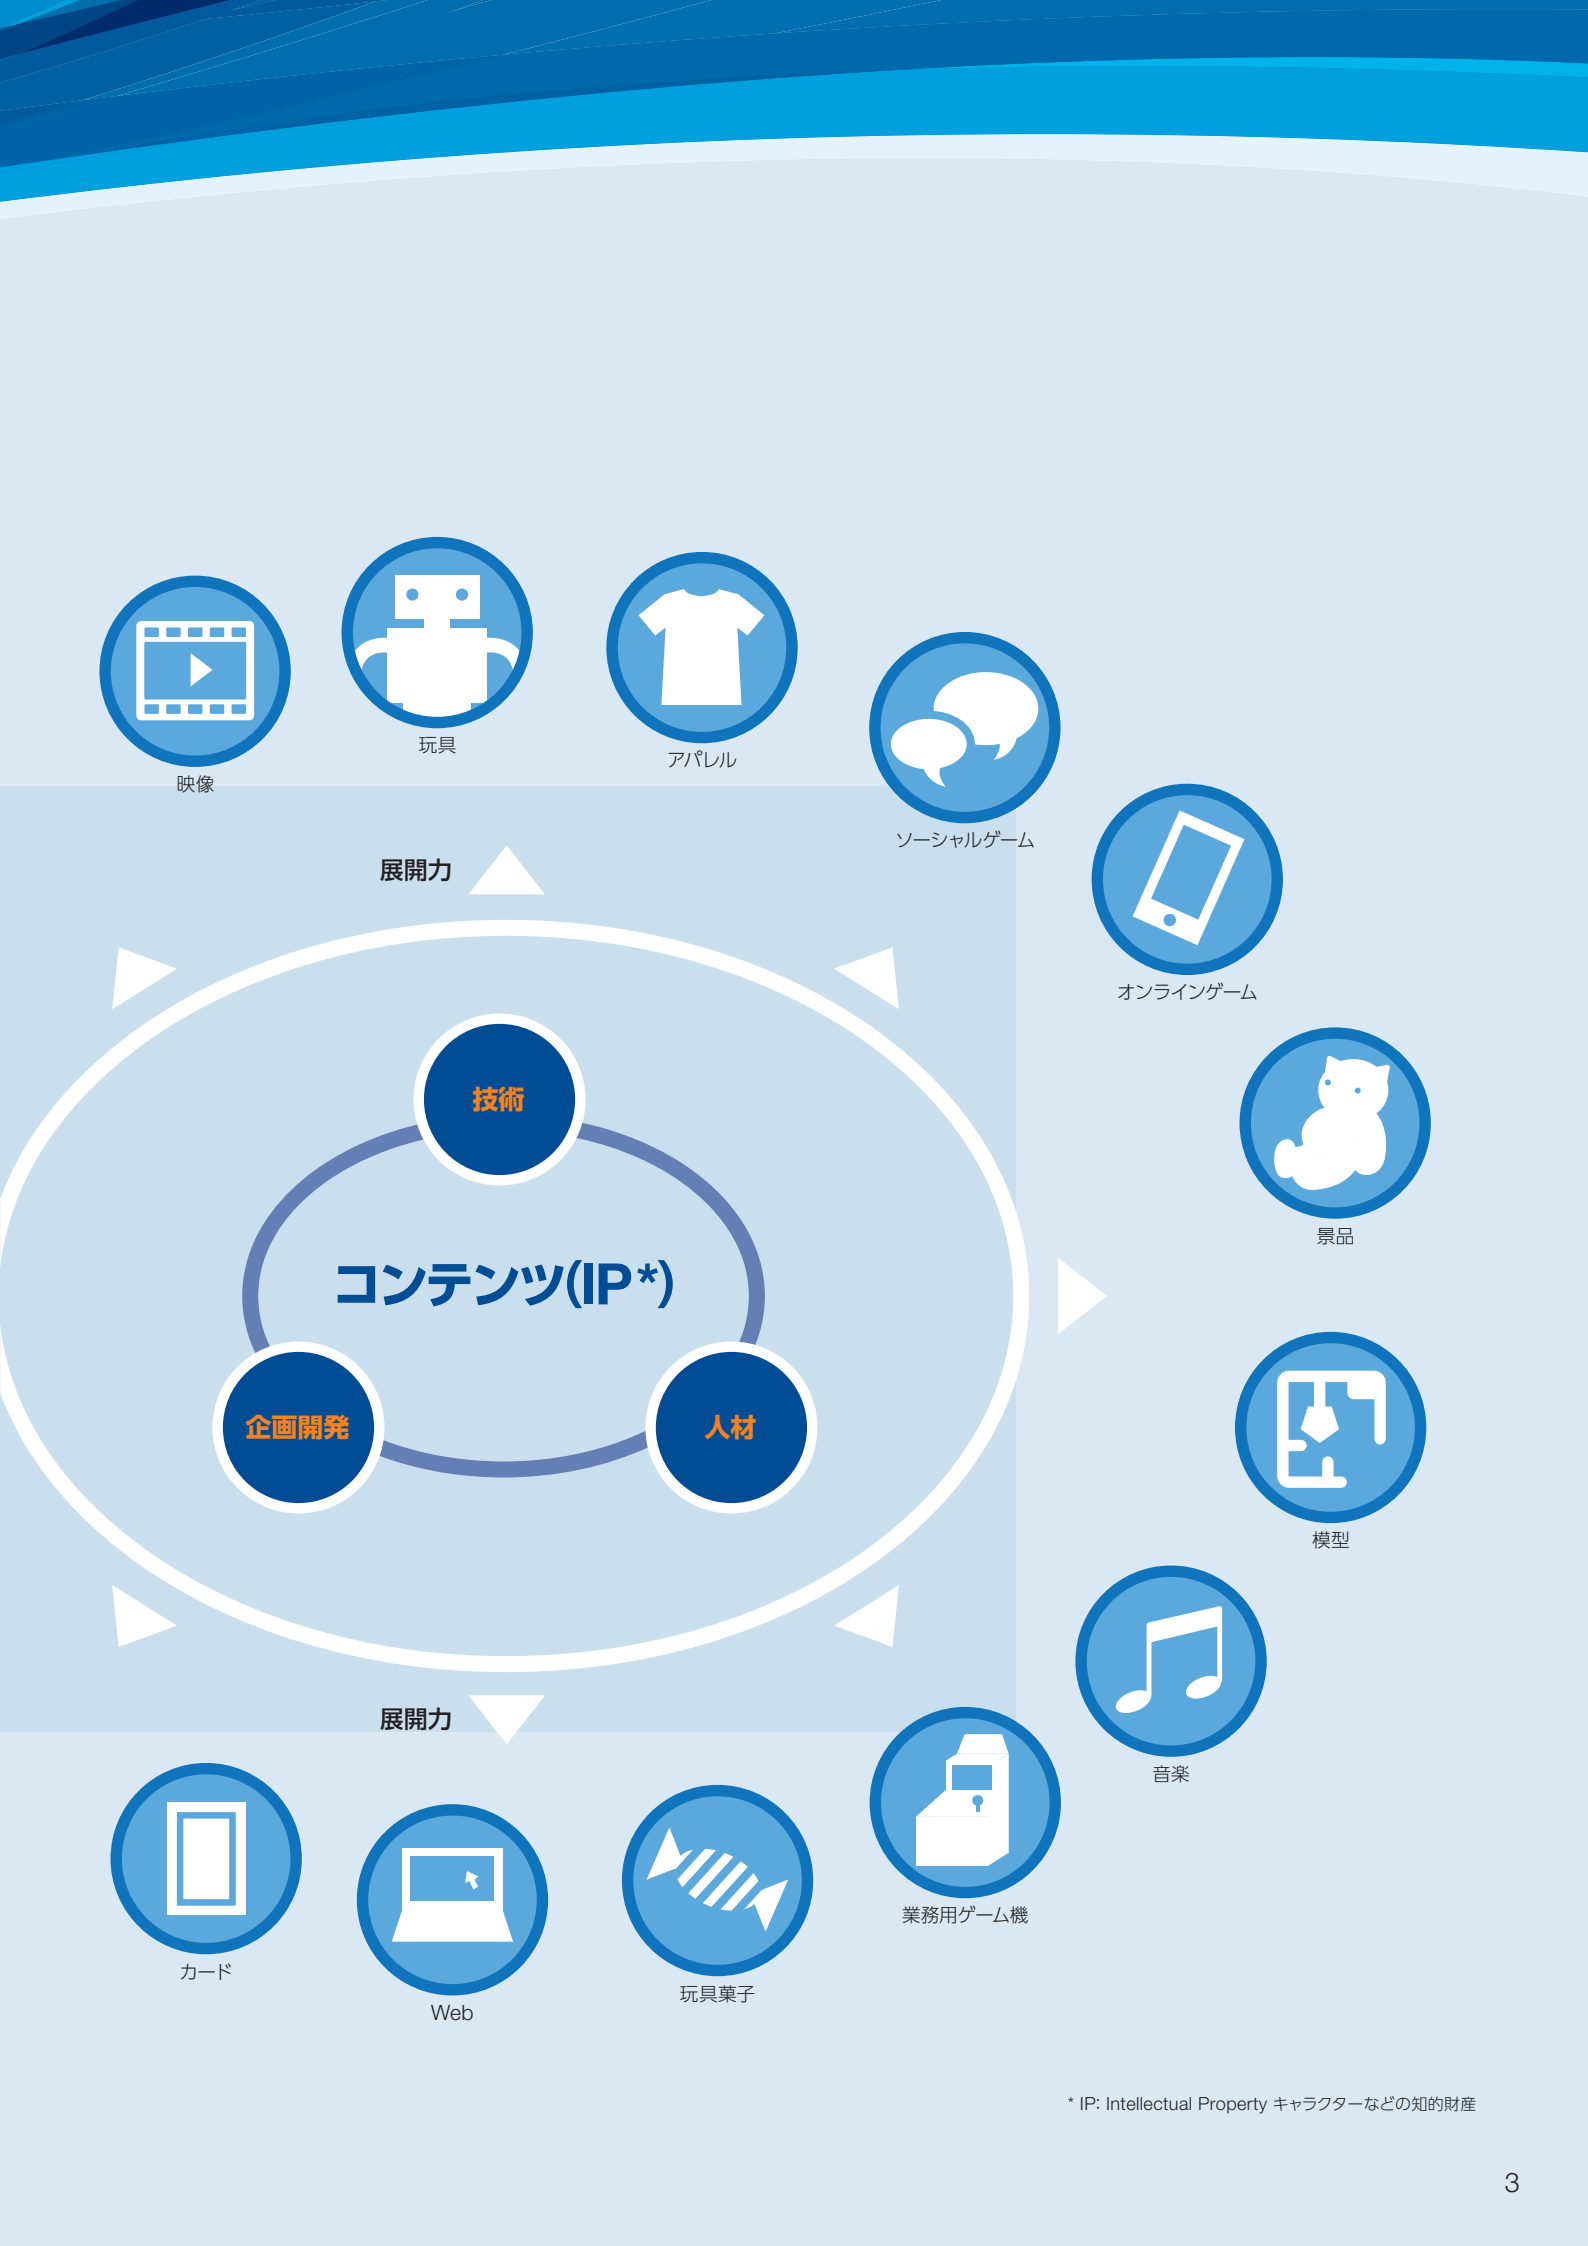 映像
玩具
アパレル
ソーシャルゲーム
オンラインゲーム
景品
模型
音楽
業務用ゲーム機
玩具菓子
Web
カード
展開力
技術
コンテンツ(IP*)
企画開発
人材
展開力
* IP: Intellectual Property キャラクターなどの知的財産
3